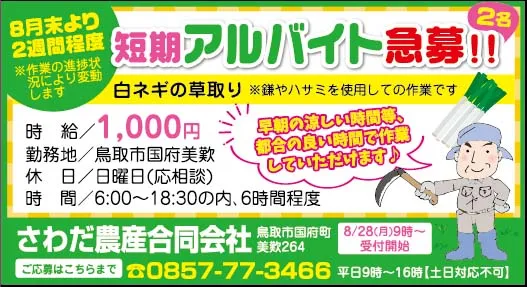 8月末より
2週間程度
※作業の進捗状
況により変動
します
短期アルバイト急募!!
2名
白ネギの草取り ※鎌やハサミを使用しての作業です
時 給／1,000円
勤務地／鳥取市国府美歎
休 日／日曜日(応相談)
時 間／6:00〜18:30の内、6時間程度
早朝の涼しい時間等、
都合の良い時間で作業
していただけます♪
さわだ農産合同会社
鳥取市国府町
美歎264
8/28(月)9時〜
受付開始
ご応募はこちらまで
☎0857-77-3466 平日9時〜16時【土日対応不可】